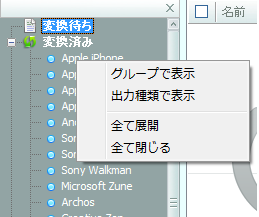 変換待ち
変換済み
Apple iPhone
App
App
App
And
Son
Son
Sony Walkman
Microsoft Zune
Archos
名前
グループで表示
出力種類で表示
全て展開
全て閉じる